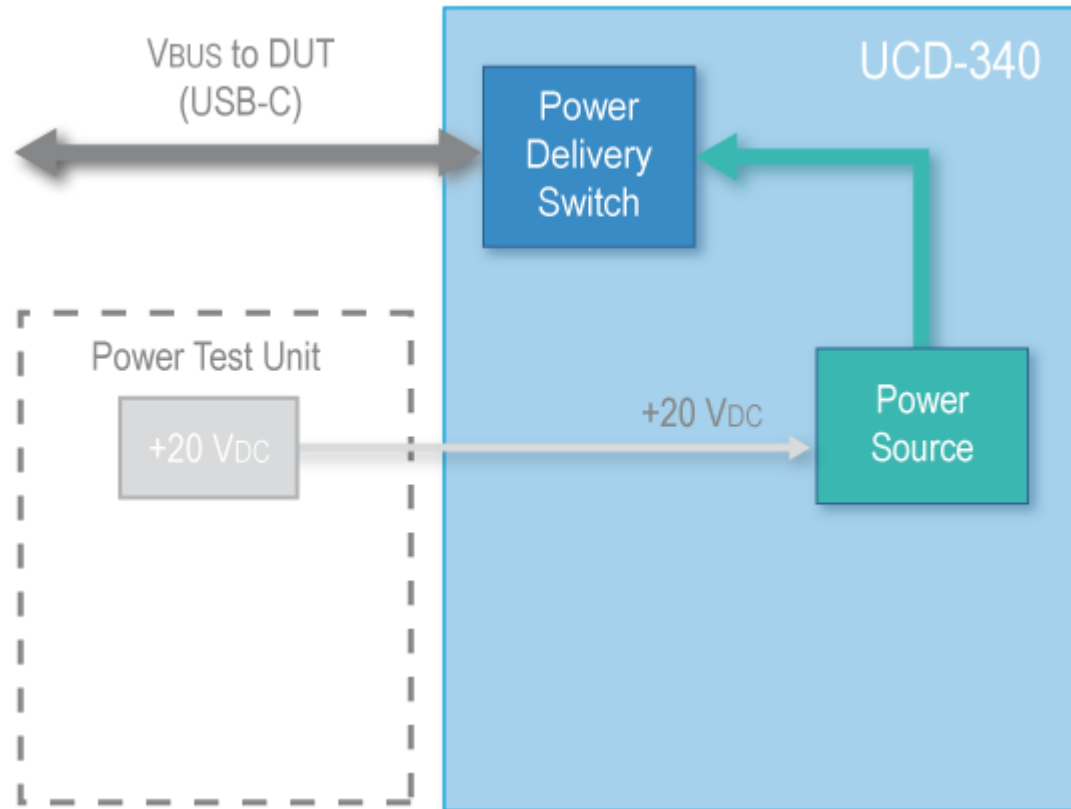 VBUS to DUT
(USB-C)
UCD-340
Power
Delivery
Switch
Power Test Unit
+20 VDC
+20 VDC
Power
Source